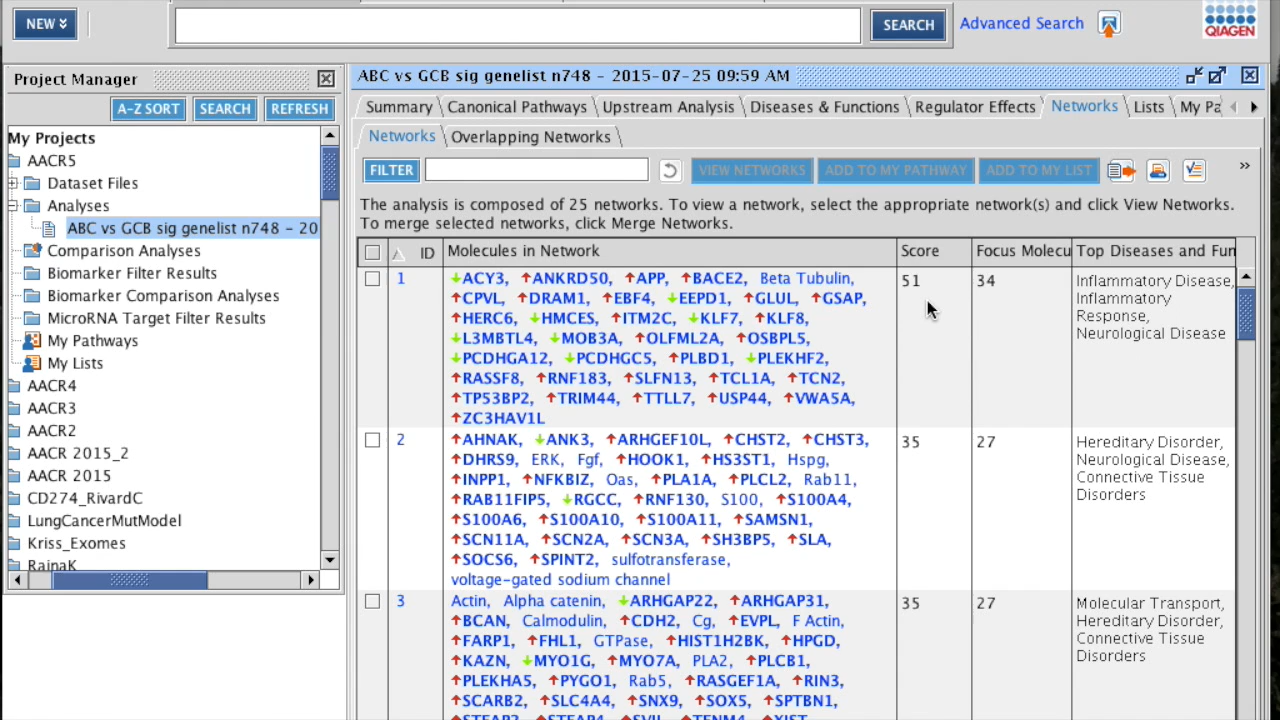 NEW
SEARCH
Advanced Search
QIAGEN
Project Manager
A-Z SORT
SEARCH
REFRESH
My Projects
AACR5
Dataset Files
Analyses
ABC vs GCB sig genelist n748 - 20
Comparison Analyses
Biomarker Filter Results
Biomarker Comparison Analyses
MicroRNA Target Filter Results
My Pathways
My Lists
AACR4
AACR3
AACR2
AACR 2015_2
AACR 2015
CD274_RivardC
LungCancerMutModel
Kriss_Exomes
RainaK
ABC vs GCB sig genelist n748 - 2015-07-25 09:59 AM
Summary
Canonical Pathways
Upstream Analysis
Diseases & Functions
Regulator Effects
Networks
Lists
My Pa
Networks
Overlapping Networks
FILTER
VIEW NETWORKS
ADD TO MY PATHWAY
ADD TO MY LIST
»
The analysis is composed of 25 networks. To view a network, select the appropriate network(s) and click View Networks.
To merge selected networks, click Merge Networks.
ID
Molecules in Network
Score
Focus Molecu
Top Diseases and Fun
1
↓ACY3, ↑ANKRD50, ↑APP, ↑BACE2, Beta Tubulin,
↑CPVL, ↑DRAM1, ↑EBF4, ↓EEPD1, ↑GLUL, ↑GSAP,
↑HERC6, ↓HMCES, ↑ITM2C, ↓KLF7, ↑KLF8,
↓L3MBTL4, ↓MOB3A, ↑OLFML2A, ↑OSBPL5,
↓PCDHGA12, ↓PCDHGC5, ↑PLBD1, ↓PLEKHF2,
↑RASSF8, ↑RNF183, ↑SLFN13, ↑TCL1A, ↑TCN2,
↑TP53BP2, ↑TRIM44, ↑TTLL7, ↑USP44, ↑VWA5A,
↑ZC3HAV1L
51
34
Inflammatory Disease,
Inflammatory
Response,
Neurological Disease
2
↑AHNAK, ↓ANK3, ↑ARHGEF10L, ↑CHST2, ↑CHST3,
↑DHRS9, ERK, Fgf, ↑HOOK1, ↑HS3ST1, Hspg,
↑INPP1, ↑NFKBIZ, Oas, ↑PLA1A, ↑PLCL2, Rab11,
↑RAB11FIP5, ↓RGCC, ↑RNF130, S100, ↑S100A4,
↑S100A6, ↑S100A10, ↑S100A11, ↑SAMSN1,
↑SCN11A, ↑SCN2A, ↑SCN3A, ↑SH3BP5, ↑SLA,
↑SOCS6, ↑SPINT2, sulfotransferase,
voltage-gated sodium channel
35
27
Hereditary Disorder,
Neurological Disease,
Connective Tissue
Disorders
3
Actin, Alpha catenin, ↓ARHGAP22, ↑ARHGAP31,
↑BCAN, Calmodulin, ↑CDH2, Cg, ↑EVPL, F Actin,
↑FARP1, ↑FHL1, GTPase, ↑HIST1H2BK, ↑HPGD,
↑KAZN, ↓MYO1G, ↑MYO7A, PLA2, ↑PLCB1,
↑PLEKHA5, ↑PYGO1, Rab5, ↑RASGEF1A, ↑RIN3,
↑SCARB2, ↑SLC4A4, ↑SNX9, ↑SOX5, ↑SPTBN1,
↑STEAP2, ↑STEAP4, ↑SVIL, ↑TENM4, ↑XIST,
35
27
Molecular Transport,
Hereditary Disorder,
Connective Tissue
Disorders